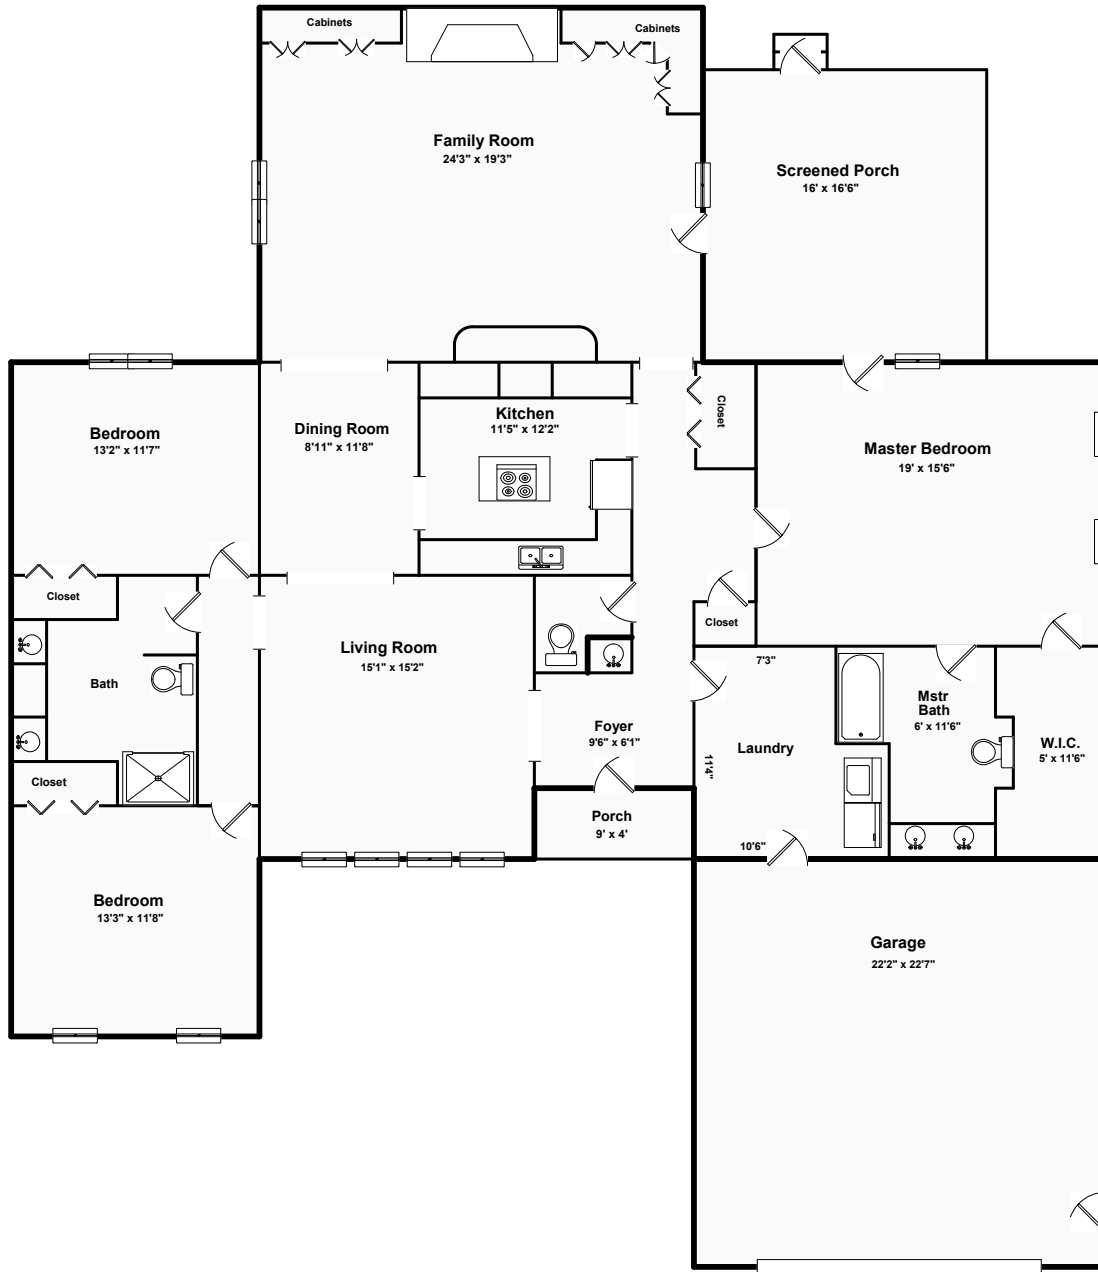 Cabinets
Cabinets
Family Room
24'3" x 19'3"
Screened Porch
16' x 16'6"
Bedroom
13'2" x 11'7"
Dining Room
8'11" x 11'8"
Kitchen
11'5" x 12'2"
Closet
Master Bedroom
19' x 15'6"
Closet
Closet
Living Room
15'1" x 15'2"
7'3"
Bath
Mstr
Bath
6' x 11'6"
Foyer
9'6" x 6'1"
Laundry
11'4"
W.I.C.
5' x 11'6"
Closet
Porch
9' x 4'
10'6"
Bedroom
13'3" x 11'8"
Garage
22'2" x 22'7"